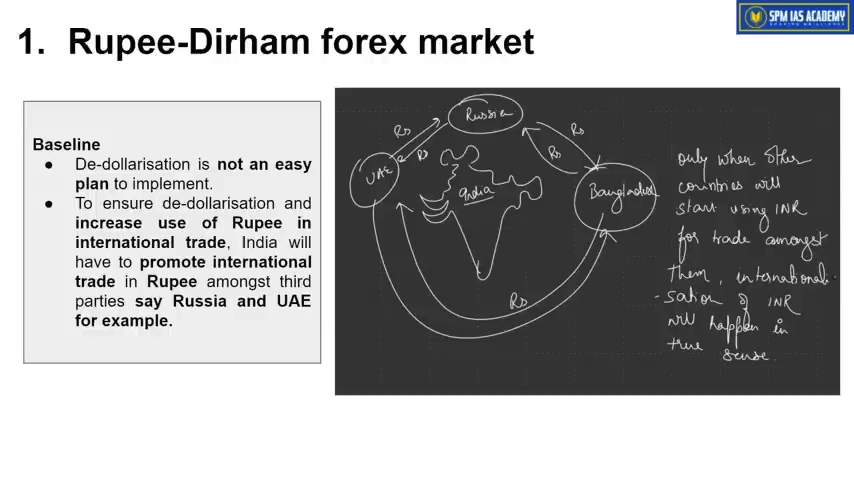 SPM IAS ACADEMY
1. Rupee-Dirham forex market
Baseline
● De-dollarisation is not an easy
plan to implement.
● To ensure de-dollarisation and
increase use of Rupee in
international trade, India will
have to promote international
trade in Rupee amongst third
parties say Russia and UAE
for example.
Russia
Rs
Rs
Rs
Rs
UAE
India
Bangladesh
Rs
only when other
countries will
start using INR
for trade amongst
them, internationali
-sation of INR
will happen in
true sense.